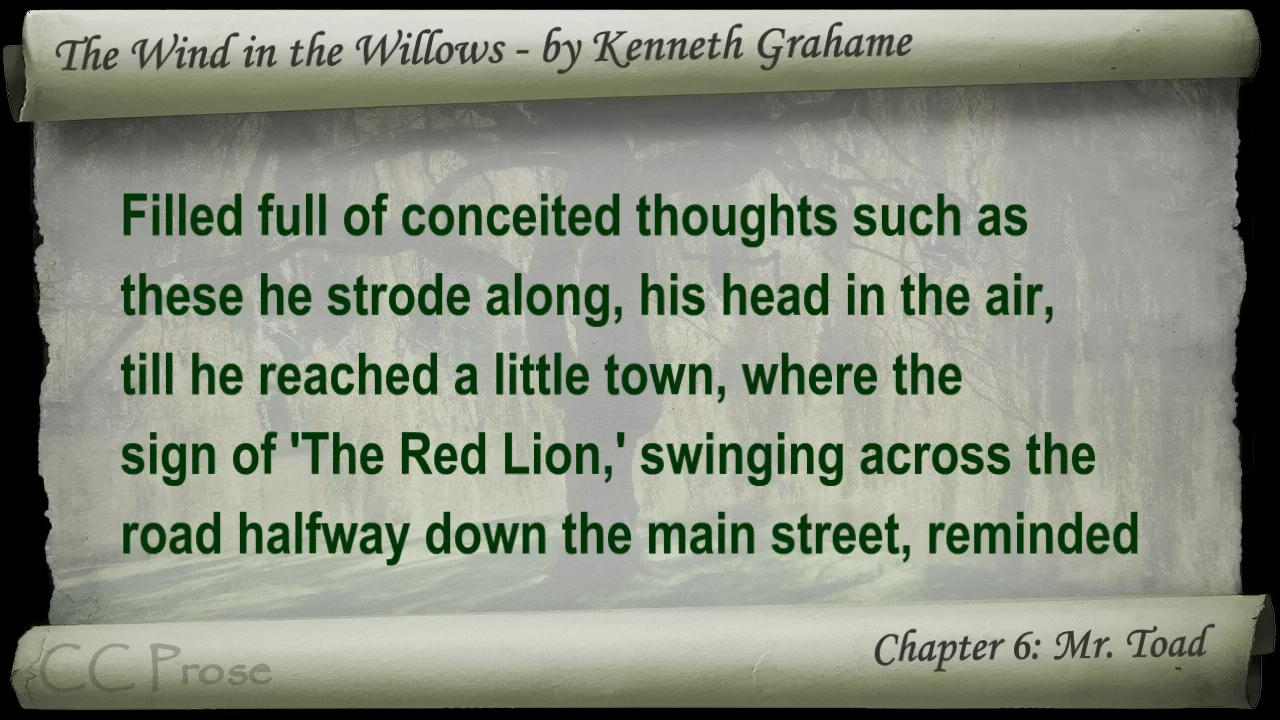 The Wind in the Willows - by Kenneth Grahame
Filled full of conceited thoughts such as
these he strode along, his head in the air,
till he reached a little town, where the
sign of 'The Red Lion,' swinging across the
road halfway down the main street, reminded
CC Prose
Chapter 6: Mr. Toad